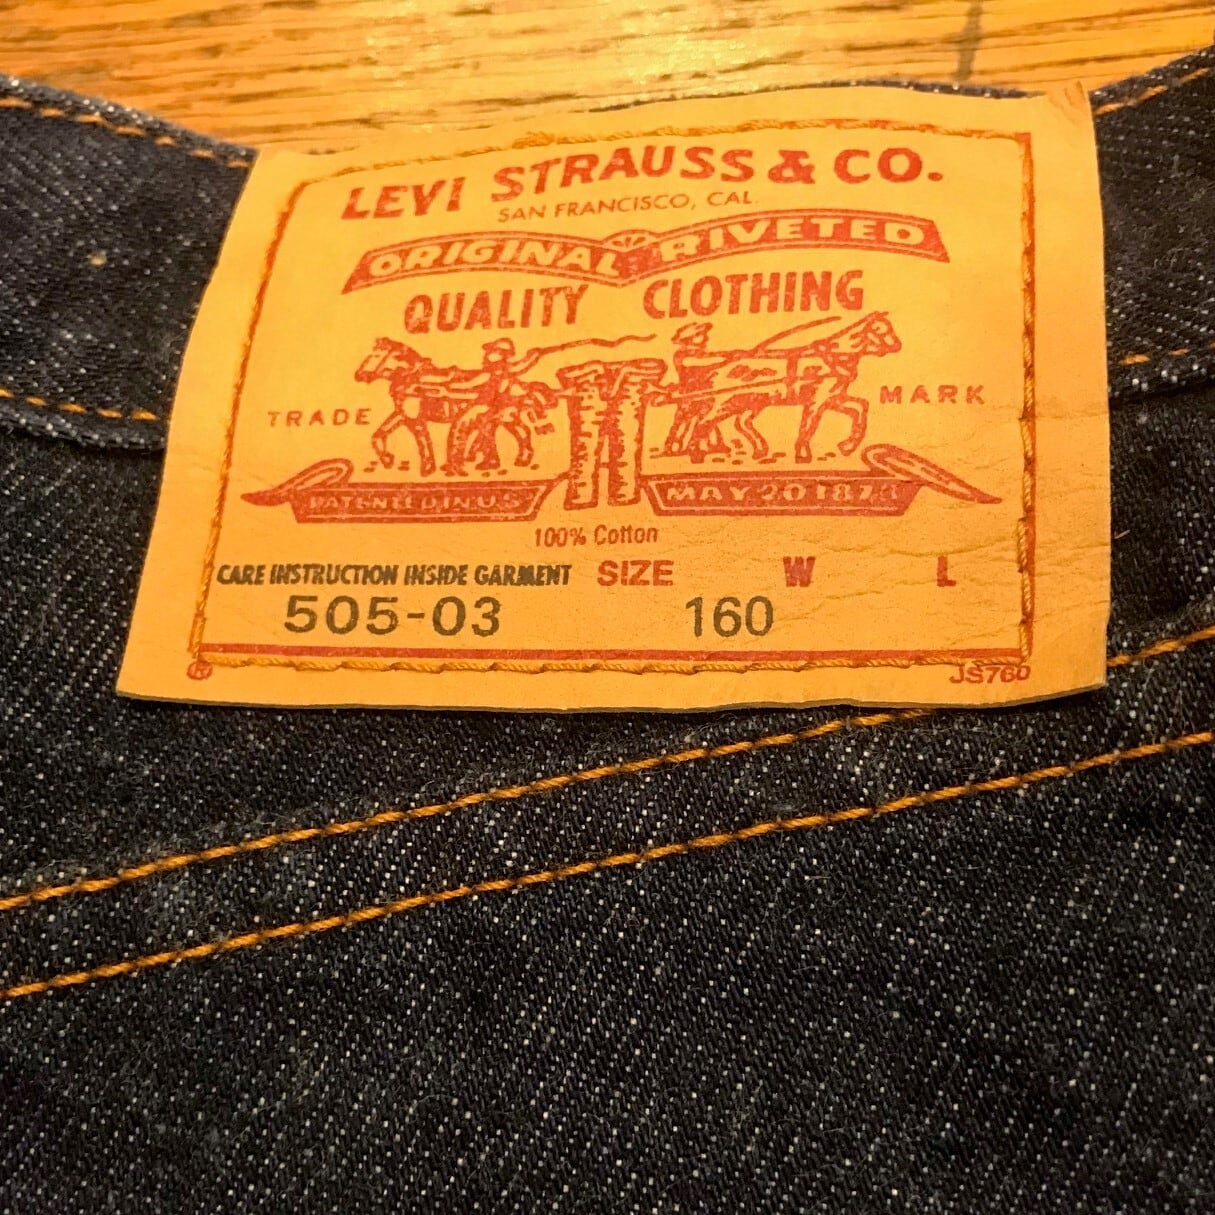 LEVI STRAUSS & CO.
SAN FRANCISCO, CAL.
ORIGINAL RIVETED
QUALITY CLOTHING
TRADE MARK
PATENTED IN U.S. MAY 20 1873
100% Cotton
CARE INSTRUCTION INSIDE GARMENT SIZE W L
505-03 160
® JS760